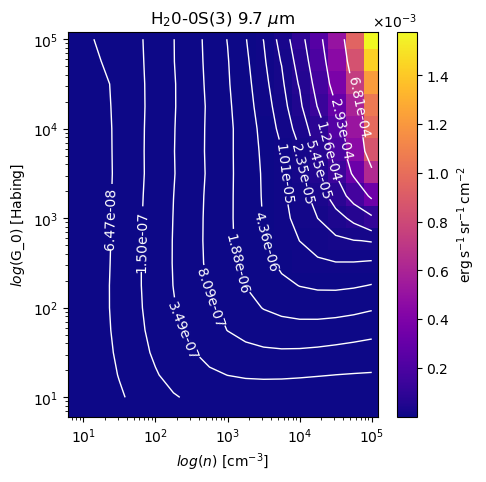 H₂0-0S(3) 9.7 μm
×10⁻³
10⁵
10⁴
10³
10²
10¹
log(G_0) [Habing]
6.47e-08
1.50e-07
3.49e-07
8.09e-07
1.88e-06
4.36e-06
1.01e-05
2.35e-05
5.45e-05
1.26e-04
2.93e-04
6.81e-04
10¹
10²
10³
10⁴
10⁵
log(n) [cm⁻³]
1.4
1.2
1.0
0.8
0.6
0.4
0.2
erg s⁻¹ sr⁻¹ cm⁻²